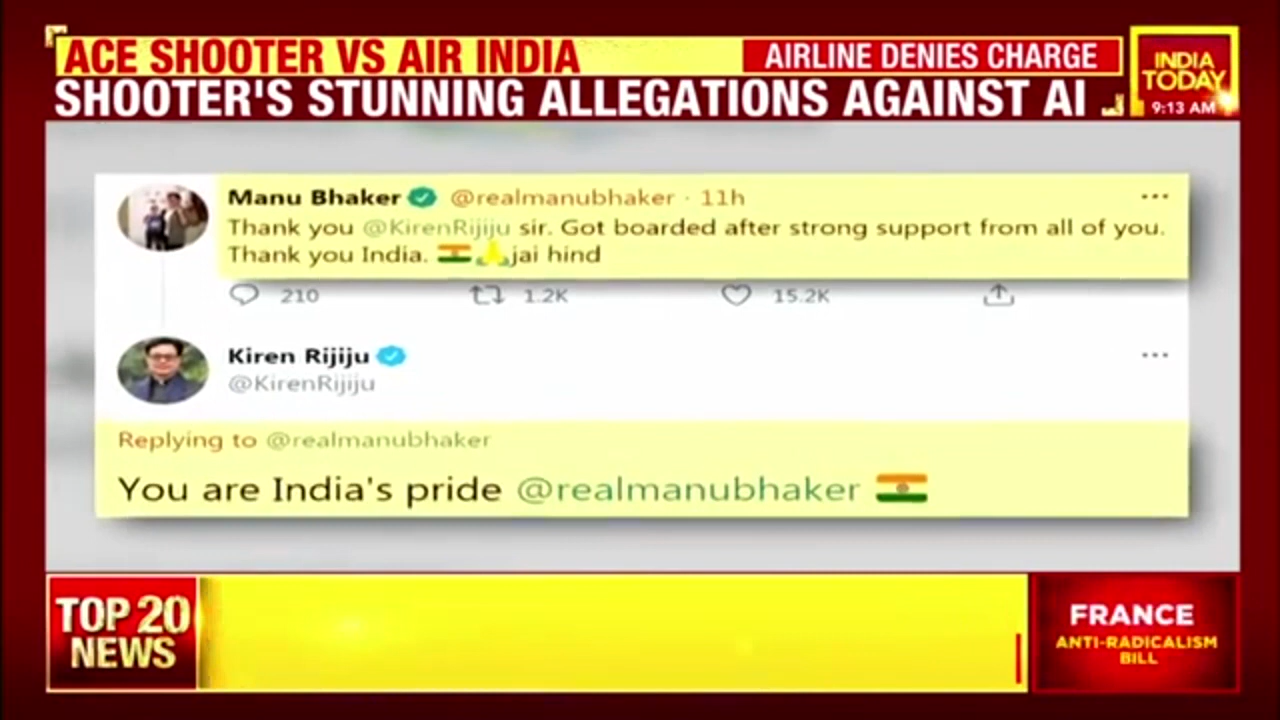 ACE SHOOTER VS AIR INDIA
AIRLINE DENIES CHARGE
SHOOTER'S STUNNING ALLEGATIONS AGAINST AI
INDIA
TODAY
9:13 AM
Manu Bhaker @realmanubhaker · 11h
Thank you @KirenRijiju sir. Got boarded after strong support from all of you.
Thank you India. 🇮🇳🙏jai hind
210 1.2K 15.2K
Kiren Rijiju
@KirenRijiju
Replying to @realmanubhaker
You are India's pride @realmanubhaker 🇮🇳
TOP 20
NEWS
FRANCE
ANTI-RADICALISM
BILL